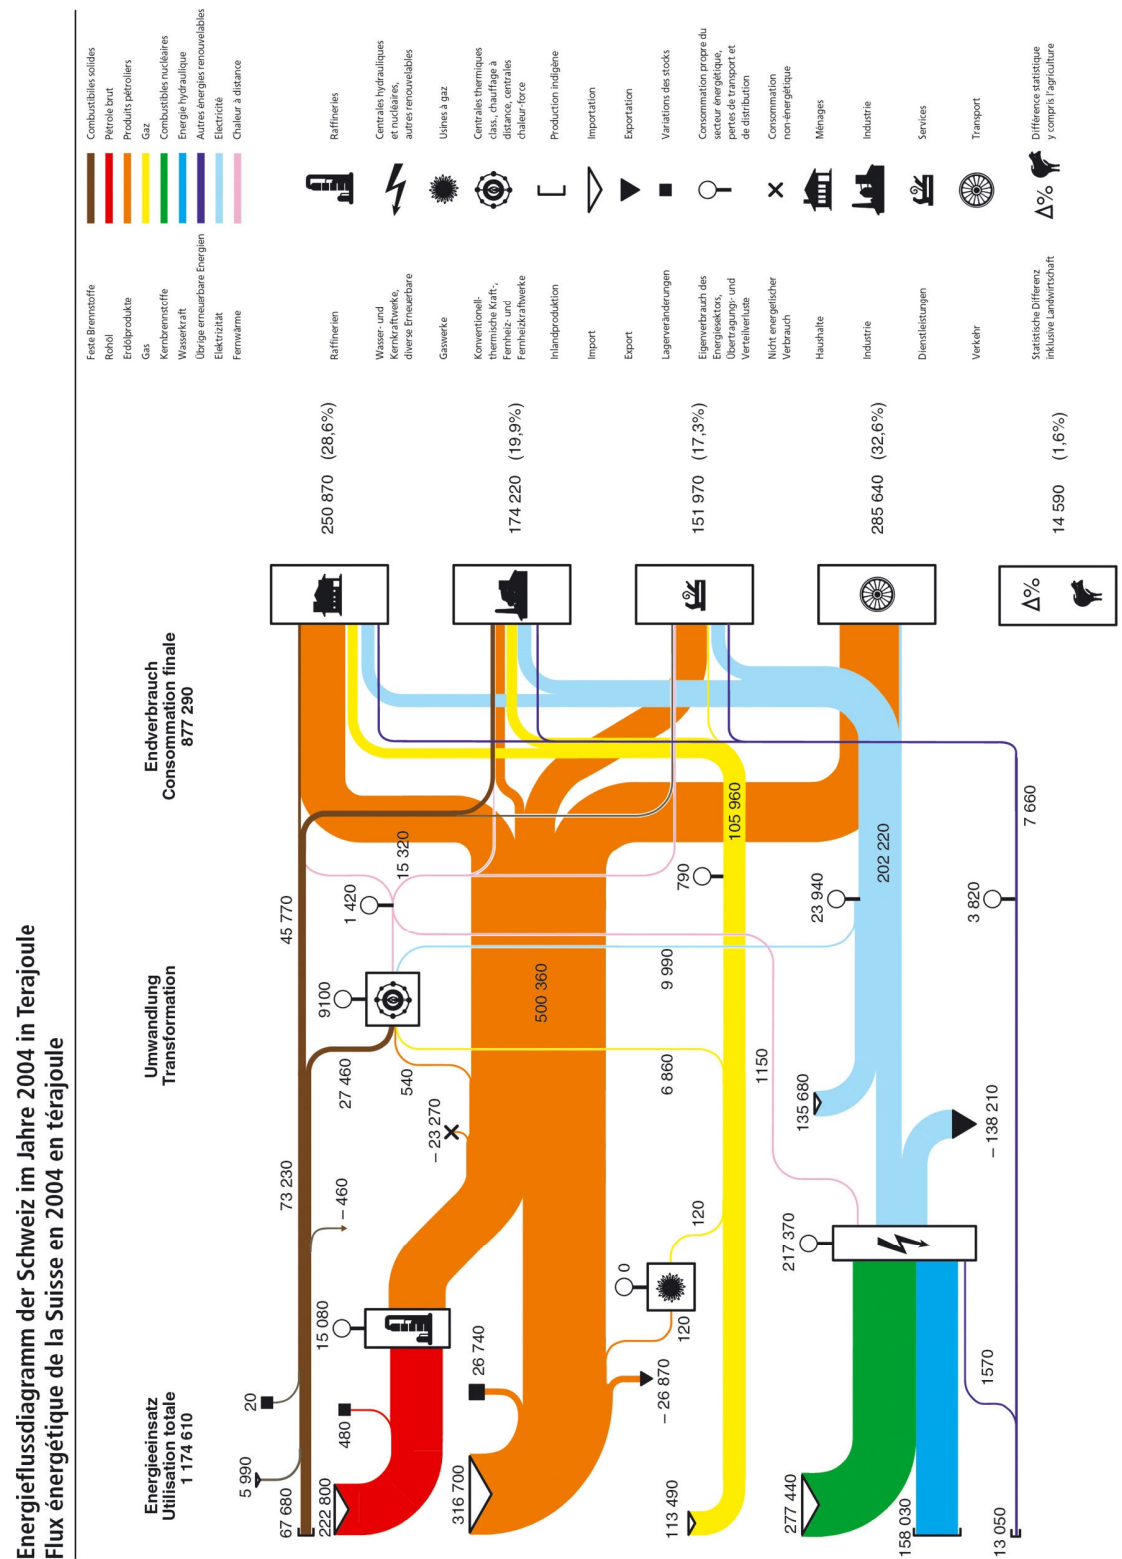 Energieflussdiagramm der Schweiz im Jahre 2004 in Terajoule
Flux énergétique de la Suisse en 2004 en térajoule
Energieeinsatz
Utilisation totale
1 174 610
Umwandlung
Transformation
Endverbrauch
Consommation finale
877 290
5 990
20
67 680
73 230
– 460
45 770
27 460
9100
1 420
15 320
540
222 800
480
15 080
– 23 270
316 700
26 740
– 26 870
500 360
120
0
120
113 490
6 860
9 990
790
105 960
1150
277 440
158 030
217 370
135 680
– 138 210
23 940
202 220
1570
13 050
3 820
7 660
250 870 (28,6%)
174 220 (19,9%)
151 970 (17,3%)
285 640 (32,6%)
Δ%
14 590 (1,6%)
Feste Brennstoffe
Rohöl
Erdölprodukte
Gas
Kernbrennstoffe
Wasserkraft
Übrige erneuerbare Energien
Elektrizität
Fernwärme
Combustibiles solides
Pétrole brut
Produits pétroliers
Gaz
Combustibles nucléaires
Energie hydraulique
Autres énergies renouvelables
Electricité
Chaleur à distance
Raffinerien
Raffineries
Wasser- und
Kernkraftwerke,
diverse Erneuerbare
Centrales hydrauliques
et nucléaires,
autres renouvelables
Gaswerke
Usines à gaz
Konventionell-
thermische Kraft-,
Fernheiz- und
Fernheizkraftwerke
Centrales thermiques
class., chauffage à
distance, centrales
chaleur-force
Inlandproduktion
Production indigène
Import
Importation
Export
Exportation
Lagerveränderungen
Variations des stocks
Eigenverbrauch des
Energiesektors,
Übertragungs- und
Verteilverluste
Consommation propre du
secteur énergétique,
pertes de transport et
de distribution
Nicht energetischer
Verbrauch
Consommation
non-énergétique
Haushalte
Ménages
Industrie
Industrie
Dienstleistungen
Services
Verkehr
Transport
Statistische Differenz
inklusive Landwirtschaft
Δ%
Différence statistique
y compris l'agriculture